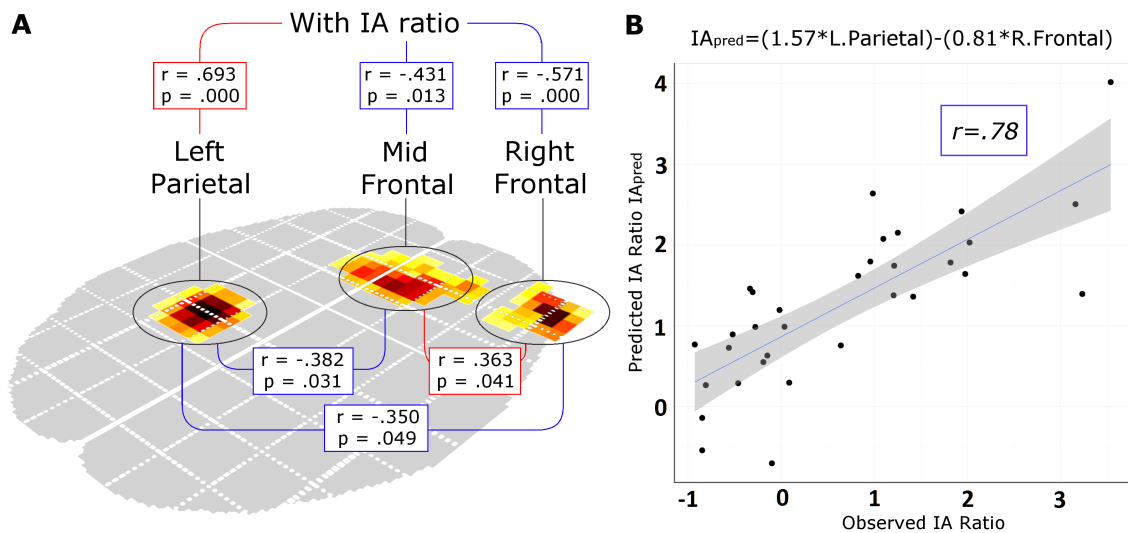 A
With IA ratio
r = .693
p = .000
r = -.431
p = .013
r = -.571
p = .000
Left
Parietal
Mid
Frontal
Right
Frontal
r = -.382
p = .031
r = .363
p = .041
r = -.350
p = .049
B
IApred=(1.57*L.Parietal)-(0.81*R.Frontal)
r=.78
Predicted IA Ratio IApred
4
3
2
1
0
-1 0 1 2 3
Observed IA Ratio